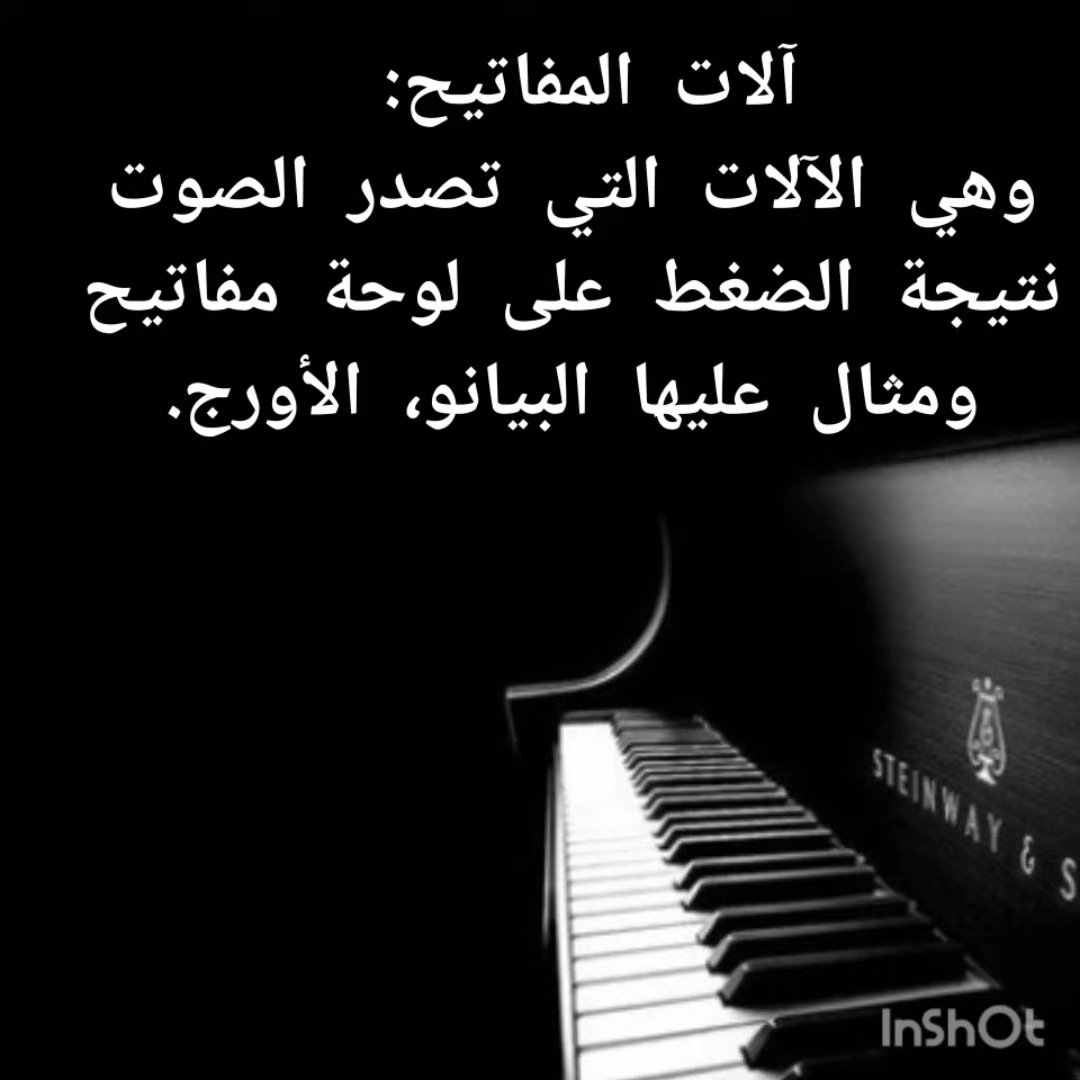 آلات المفاتيح:
وهي الآلات التي تصدر الصوت
نتيجة الضغط على لوحة مفاتيح
ومثال عليها البيانو، الأورج.
STEINWAY & S
InShOt